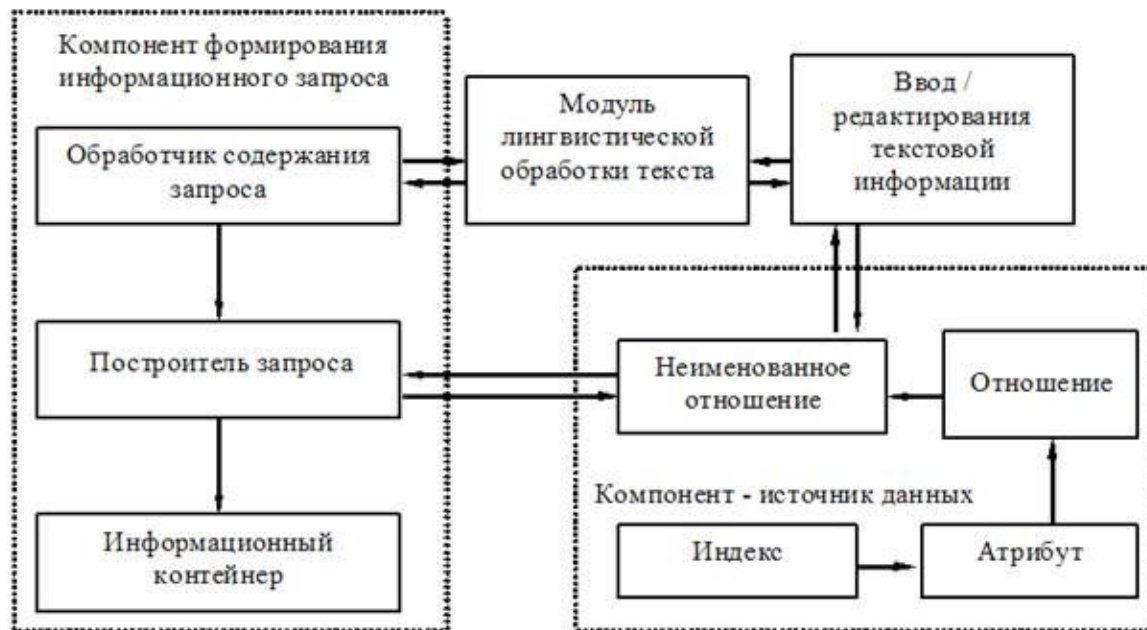 Компонент формирования
информационного запроса
Обработчик содержания
запроса
Построитель запроса
Информационный
контейнер
Модуль
лингвистической
обработки текста
Ввод /
редактирования
текстовой
информации
Неименованное
отношение
Отношение
Компонент - источник данных
Индекс
Атрибут